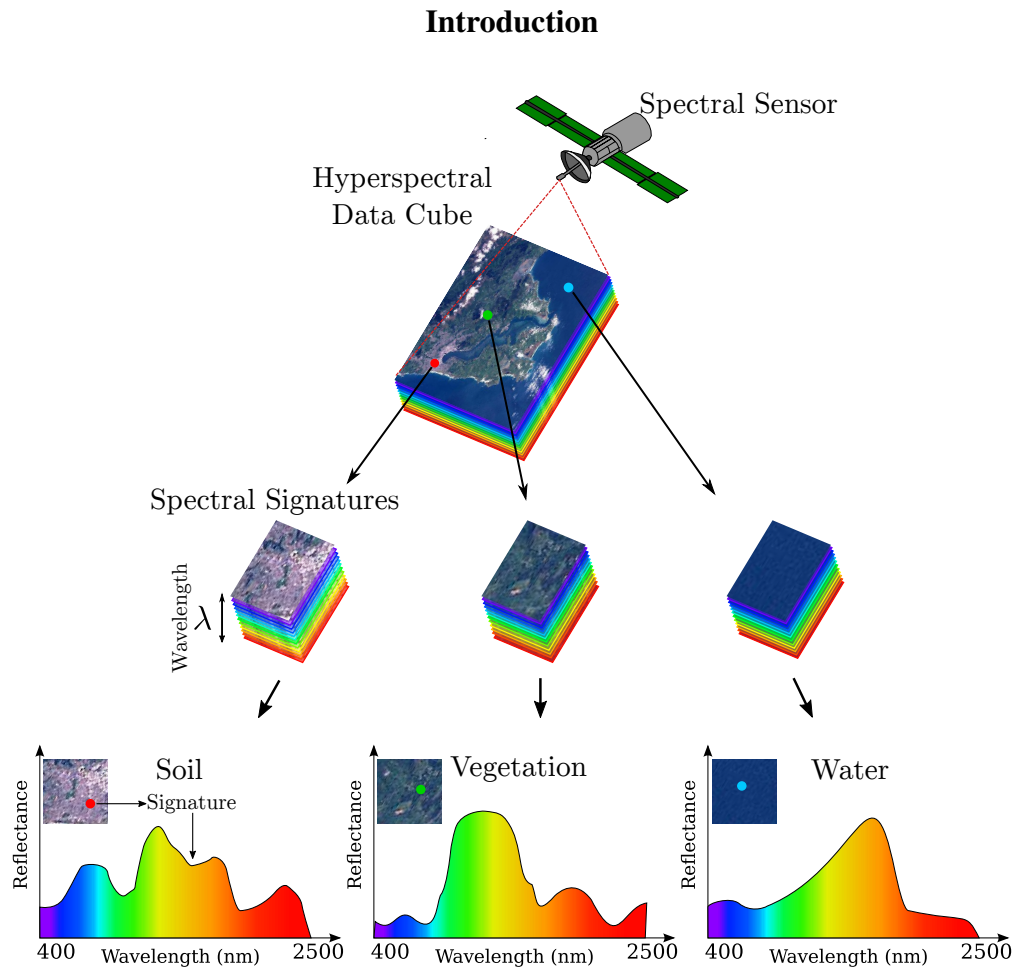 Introduction
Spectral Sensor
Hyperspectral
Data Cube
Spectral Signatures
Wavelength
λ
Soil
Signature
Reflectance
400
Wavelength (nm)
2500
Vegetation
Reflectance
400
Wavelength (nm)
2500
Water
Reflectance
400
Wavelength (nm)
2500